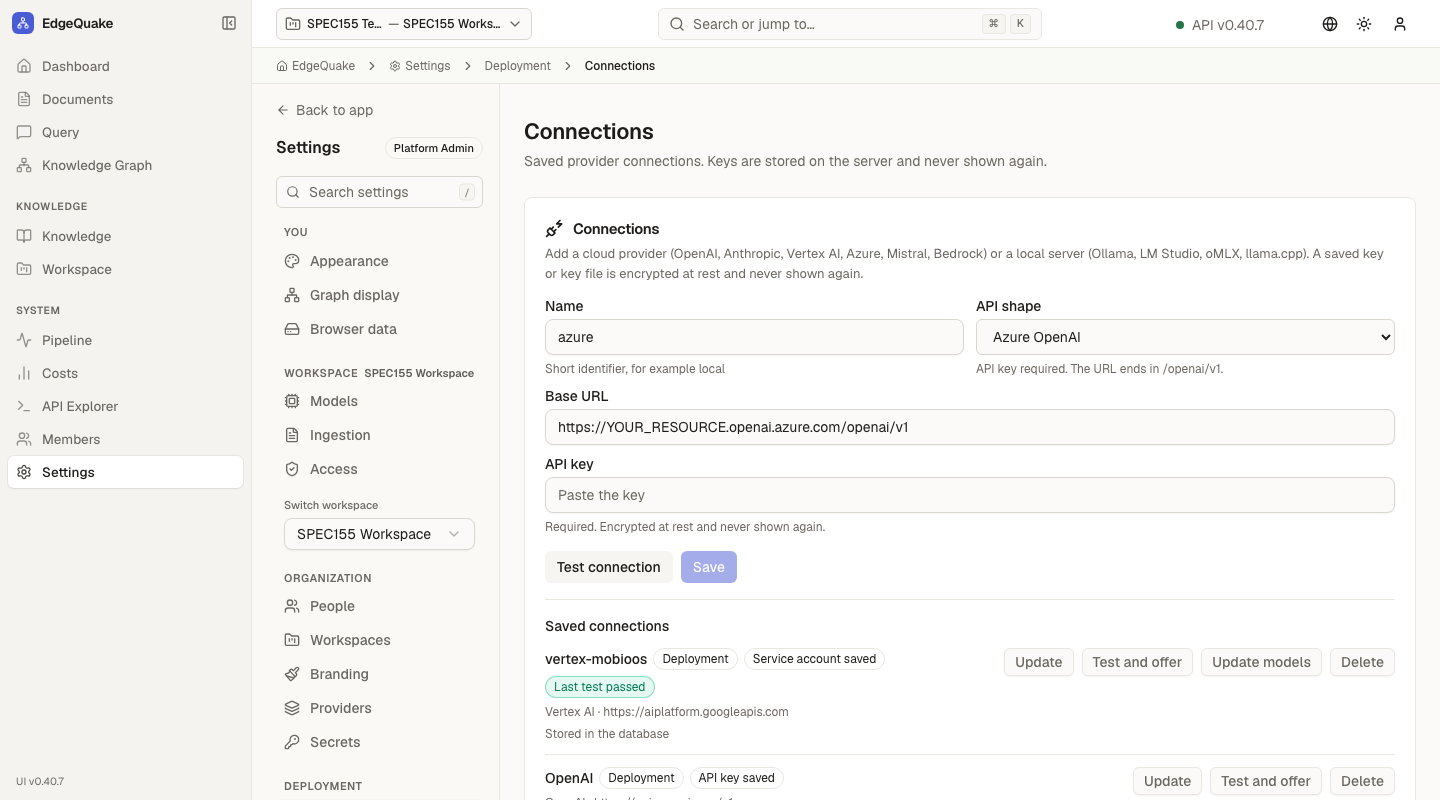 EdgeQuake
Dashboard
Documents
Query
Knowledge Graph
KNOWLEDGE
Knowledge
Workspace
SYSTEM
Pipeline
Costs
API Explorer
Members
Settings
UI v0.40.7
SPEC155 Te... — SPEC155 Works...
Search or jump to...
⌘ K
API v0.40.7
EdgeQuake > Settings > Deployment > Connections
Back to app
Settings
Platform Admin
Search settings /
YOU
Appearance
Graph display
Browser data
WORKSPACE SPEC155 Workspace
Models
Ingestion
Access
Switch workspace
SPEC155 Workspace
ORGANIZATION
People
Workspaces
Branding
Providers
Secrets
DEPLOYMENT
Connections
Saved provider connections. Keys are stored on the server and never shown again.
Connections
Add a cloud provider (OpenAI, Anthropic, Vertex AI, Azure, Mistral, Bedrock) or a local server (Ollama, LM Studio, oMLX, llama.cpp). A saved key
or key file is encrypted at rest and never shown again.
Name
azure
Short identifier, for example local
API shape
Azure OpenAI
API key required. The URL ends in /openai/v1.
Base URL
https://YOUR_RESOURCE.openai.azure.com/openai/v1
API key
Paste the key
Required. Encrypted at rest and never shown again.
Test connection
Save
Saved connections
vertex-mobioos Deployment Service account saved
Last test passed
Vertex AI · https://aiplatform.googleapis.com
Stored in the database
Update Test and offer Update models Delete
OpenAI Deployment API key saved
Update Test and offer Delete